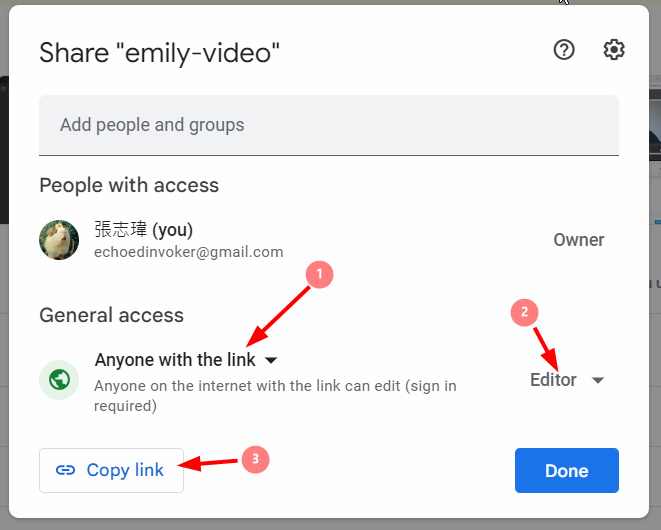 Share "emily-video"
Add people and groups
People with access
張志瑋 (you)
echoedinvoker@gmail.com
Owner
1
General access
2
Anyone with the link
Anyone on the internet with the link can edit (sign in
required)
Editor
Copy link
3
Done